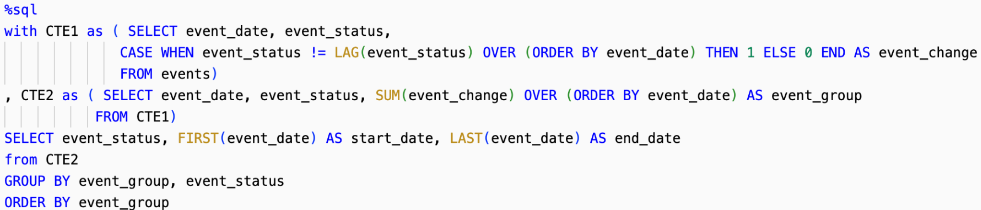 %sql
with CTE1 as ( SELECT event_date, event_status,
CASE WHEN event_status != LAG(event_status) OVER (ORDER BY event_date) THEN 1 ELSE 0 END AS event_change
FROM events)
, CTE2 as ( SELECT event_date, event_status, SUM(event_change) OVER (ORDER BY event_date) AS event_group
FROM CTE1)
SELECT event_status, FIRST(event_date) AS start_date, LAST(event_date) AS end_date
from CTE2
GROUP BY event_group, event_status
ORDER BY event_group